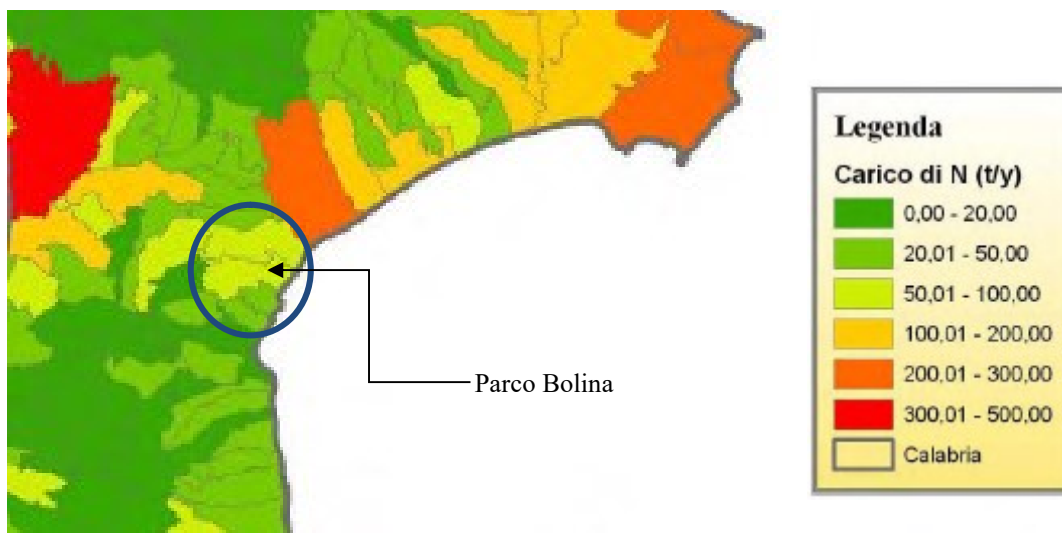 Parco Bolina
Legenda
Carico di N (t/y)
0,00 - 20,00
20,01 - 50,00
50,01 - 100,00
100,01 - 200,00
200,01 - 300,00
300,01 - 500,00
Calabria